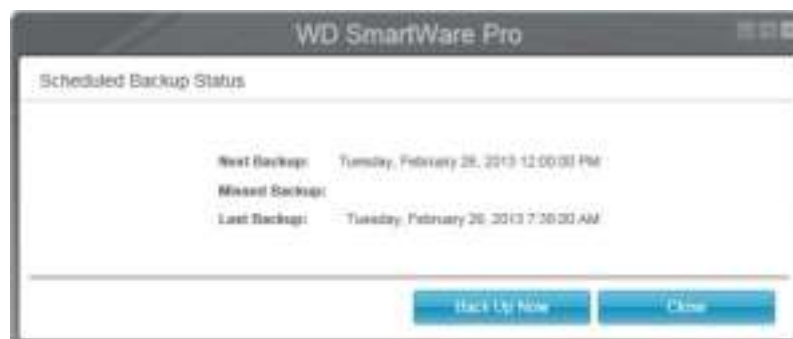 WD SmartWare Pro
Scheduled Backup Status
Next Backup: Tuesday, February 26, 2013 12:00:00 PM
Missed Backup:
Last Backup: Tuesday, February 26, 2013 7:39:00 AM
Back Up Now Close